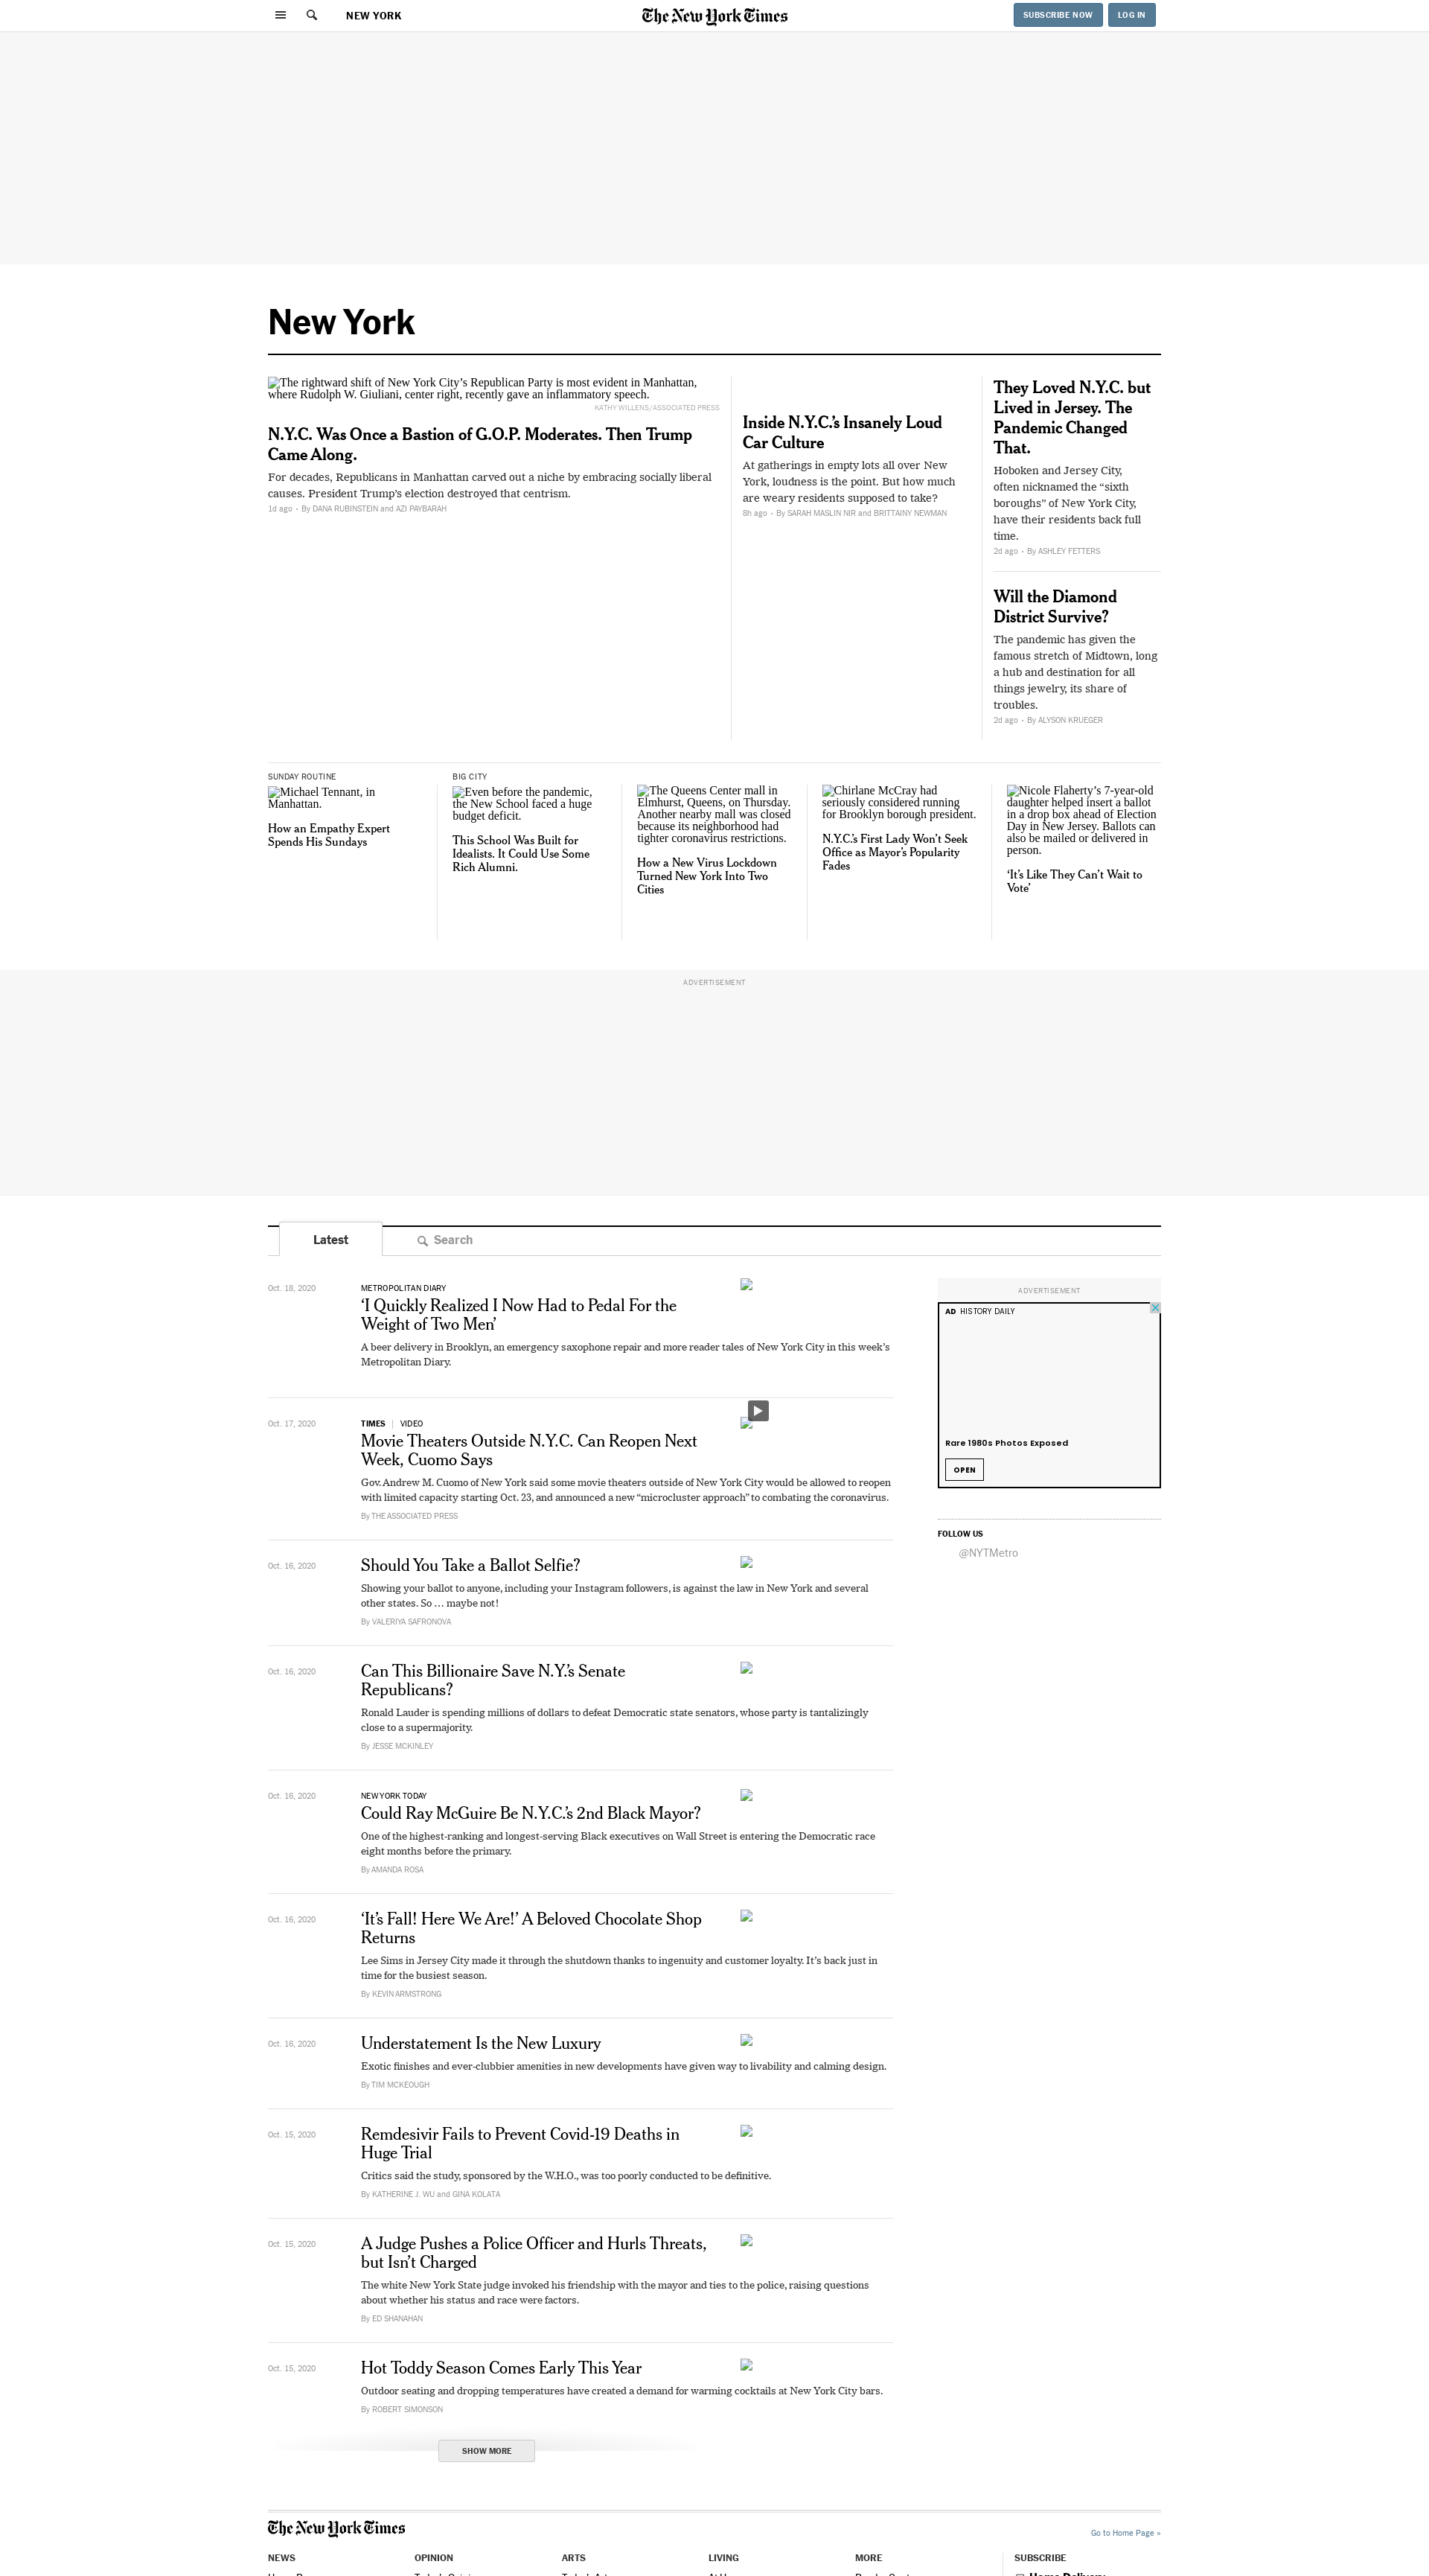 NEW YORK
The New York Times
SUBSCRIBE NOW
LOG IN
New York
The rightward shift of New York City’s Republican Party is most evident in Manhattan,
where Rudolph W. Giuliani, center right, recently gave an inflammatory speech.
KATHY WILLENS/ASSOCIATED PRESS
N.Y.C. Was Once a Bastion of G.O.P. Moderates. Then Trump
Came Along.
For decades, Republicans in Manhattan carved out a niche by embracing socially liberal
causes. President Trump’s election destroyed that centrism.
1d ago • By DANA RUBINSTEIN and AZI PAYBARAH
Inside N.Y.C.’s Insanely Loud
Car Culture
At gatherings in empty lots all over New
York, loudness is the point. But how much
are weary residents supposed to take?
8h ago • By SARAH MASLIN NIR and BRITTAINY NEWMAN
They Loved N.Y.C. but
Lived in Jersey. The
Pandemic Changed
That.
Hoboken and Jersey City,
often nicknamed the “sixth
boroughs” of New York City,
have their residents back full
time.
2d ago • By ASHLEY FETTERS
Will the Diamond
District Survive?
The pandemic has given the
famous stretch of Midtown, long
a hub and destination for all
things jewelry, its share of
troubles.
2d ago • By ALYSON KRUEGER
SUNDAY ROUTINE
Michael Tennant, in
Manhattan.
How an Empathy Expert
Spends His Sundays
BIG CITY
Even before the pandemic,
the New School faced a huge
budget deficit.
This School Was Built for
Idealists. It Could Use Some
Rich Alumni.
The Queens Center mall in
Elmhurst, Queens, on Thursday.
Another nearby mall was closed
because its neighborhood had
tighter coronavirus restrictions.
How a New Virus Lockdown
Turned New York Into Two
Cities
Chirlane McCray had
seriously considered running
for Brooklyn borough president.
N.Y.C.’s First Lady Won’t Seek
Office as Mayor’s Popularity
Fades
Nicole Flaherty’s 7-year-old
daughter helped insert a ballot
in a drop box ahead of Election
Day in New Jersey. Ballots can
also be mailed or delivered in
person.
‘It’s Like They Can’t Wait to
Vote’
ADVERTISEMENT
Latest
Search
Oct. 18, 2020
METROPOLITAN DIARY
‘I Quickly Realized I Now Had to Pedal For the
Weight of Two Men’
A beer delivery in Brooklyn, an emergency saxophone repair and more reader tales of New York City in this week’s
Metropolitan Diary.
Oct. 17, 2020
TIMES | VIDEO
Movie Theaters Outside N.Y.C. Can Reopen Next
Week, Cuomo Says
Gov. Andrew M. Cuomo of New York said some movie theaters outside of New York City would be allowed to reopen
with limited capacity starting Oct. 23, and announced a new “microcluster approach” to combating the coronavirus.
By THE ASSOCIATED PRESS
Oct. 16, 2020
Should You Take a Ballot Selfie?
Showing your ballot to anyone, including your Instagram followers, is against the law in New York and several
other states. So … maybe not!
By VALERIYA SAFRONOVA
Oct. 16, 2020
Can This Billionaire Save N.Y.’s Senate
Republicans?
Ronald Lauder is spending millions of dollars to defeat Democratic state senators, whose party is tantalizingly
close to a supermajority.
By JESSE MCKINLEY
Oct. 16, 2020
NEW YORK TODAY
Could Ray McGuire Be N.Y.C.’s 2nd Black Mayor?
One of the highest-ranking and longest-serving Black executives on Wall Street is entering the Democratic race
eight months before the primary.
By AMANDA ROSA
Oct. 16, 2020
‘It’s Fall! Here We Are!’ A Beloved Chocolate Shop
Returns
Lee Sims in Jersey City made it through the shutdown thanks to ingenuity and customer loyalty. It’s back just in
time for the busiest season.
By KEVIN ARMSTRONG
Oct. 16, 2020
Understatement Is the New Luxury
Exotic finishes and ever-clubbier amenities in new developments have given way to livability and calming design.
By TIM MCKEOUGH
Oct. 15, 2020
Remdesivir Fails to Prevent Covid-19 Deaths in
Huge Trial
Critics said the study, sponsored by the W.H.O., was too poorly conducted to be definitive.
By KATHERINE J. WU and GINA KOLATA
Oct. 15, 2020
A Judge Pushes a Police Officer and Hurls Threats,
but Isn’t Charged
The white New York State judge invoked his friendship with the mayor and ties to the police, raising questions
about whether his status and race were factors.
By ED SHANAHAN
Oct. 15, 2020
Hot Toddy Season Comes Early This Year
Outdoor seating and dropping temperatures have created a demand for warming cocktails at New York City bars.
By ROBERT SIMONSON
SHOW MORE
ADVERTISEMENT
AD HISTORY DAILY
Rare 1980s Photos Exposed
OPEN
FOLLOW US
@NYTMetro
The New York Times
Go to Home Page »
NEWS
OPINION
ARTS
LIVING
MORE
SUBSCRIBE